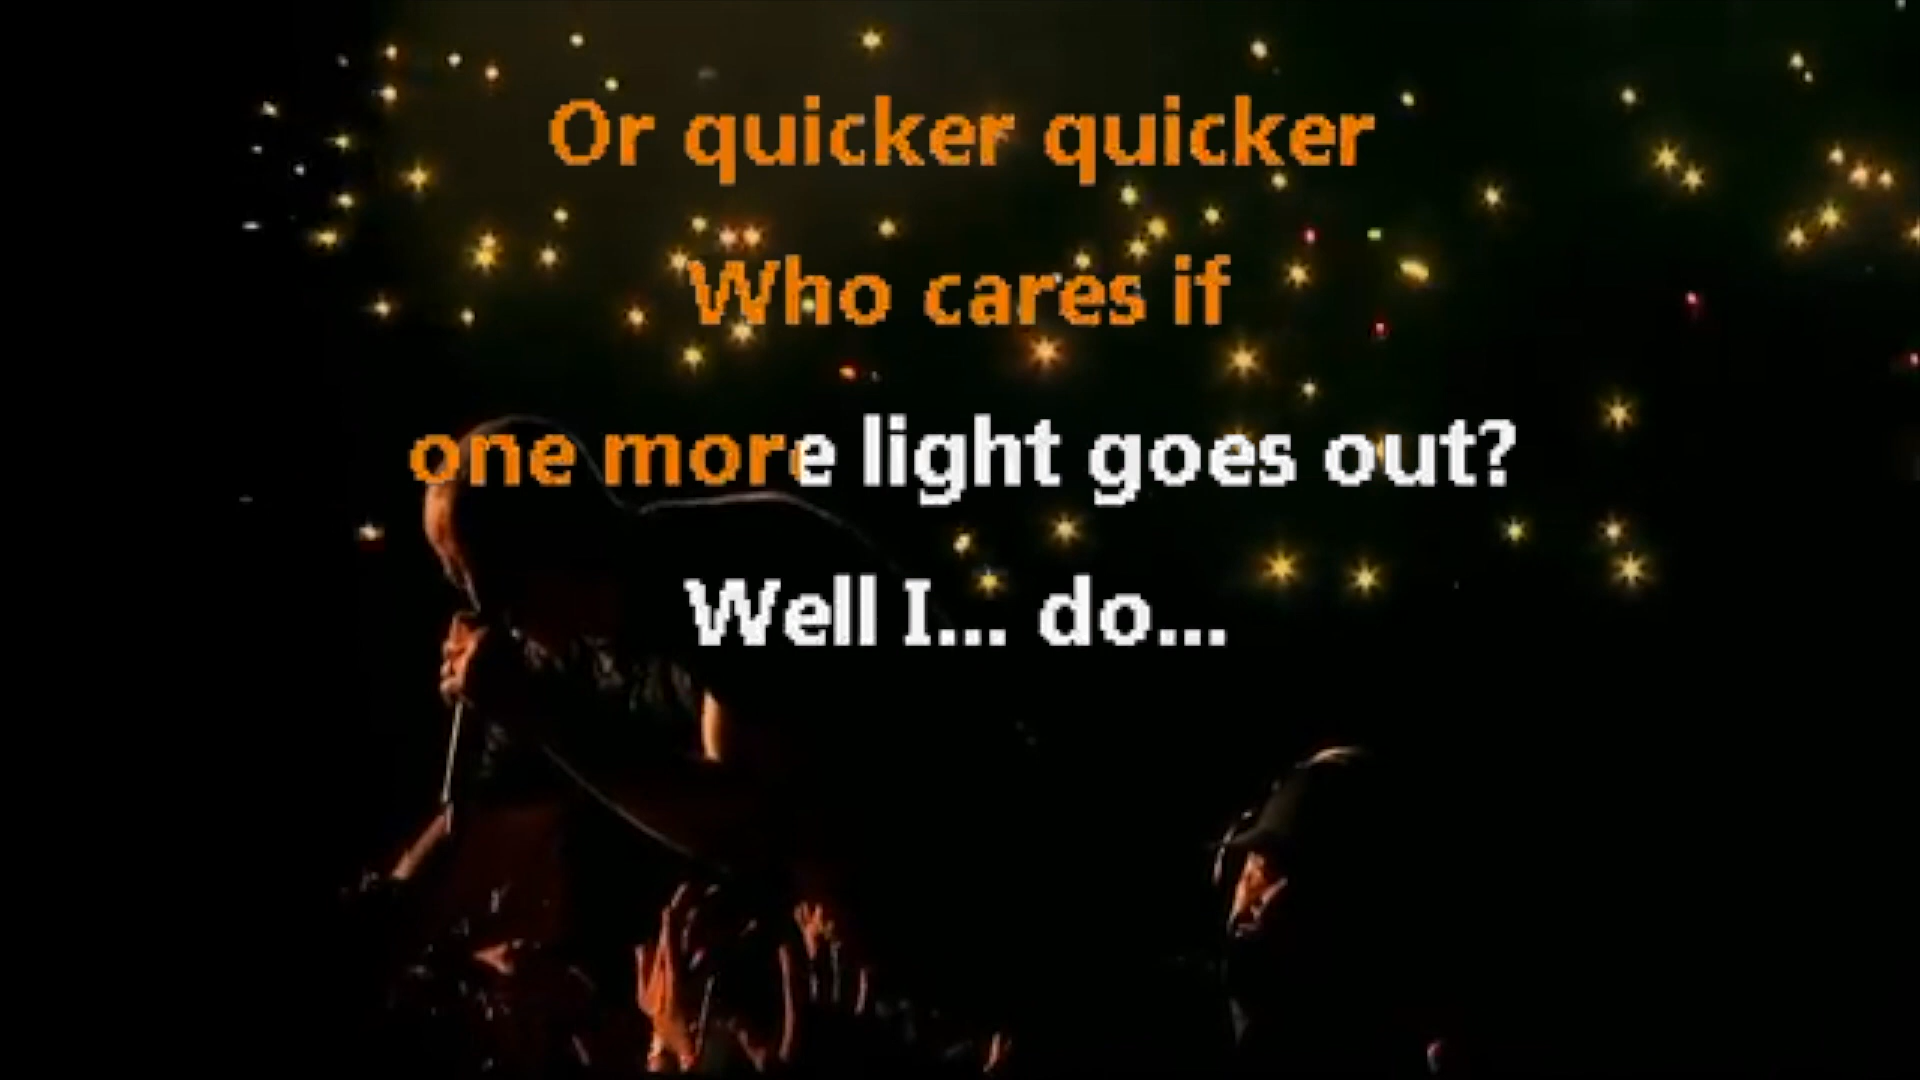 Or quicker quicker
Who cares if
one more light goes out?
Well I... do...